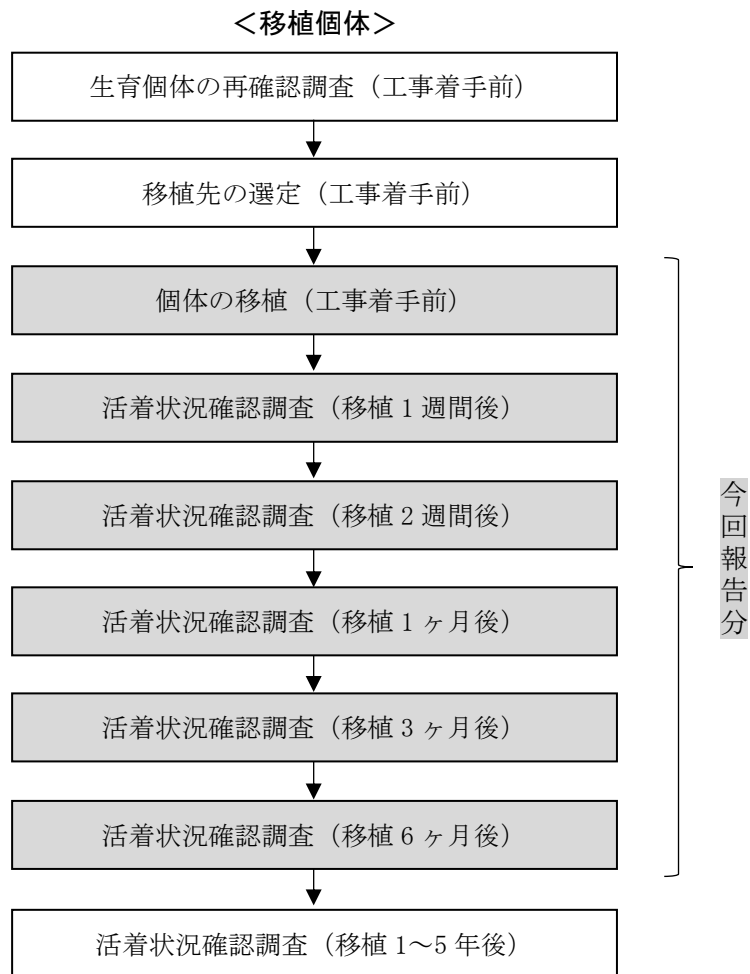 ＜移植個体＞
生育個体の再確認調査（工事着手前）
移植先の選定（工事着手前）
個体の移植（工事着手前）
活着状況確認調査（移植 1 週間後）
活着状況確認調査（移植 2 週間後）
活着状況確認調査（移植 1 ヶ月後）
活着状況確認調査（移植 3 ヶ月後）
活着状況確認調査（移植 6 ヶ月後）
活着状況確認調査（移植 1～5 年後）
今回報告分